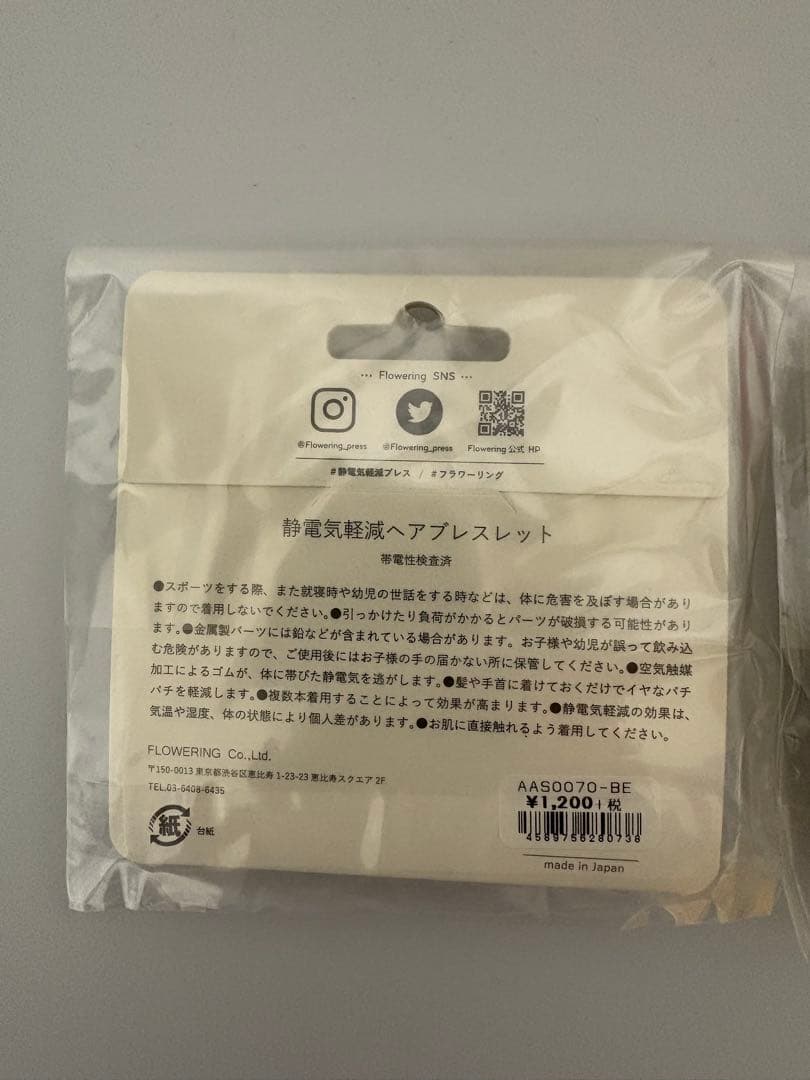 … Flowering SNS …
@Flowering_press @Flowering_press Flowering 公式 HP
#静電気軽減ブレス / #フラワーリング
静電気軽減ヘアブレスレット
帯電性検査済
●スポーツをする際、また就寝時や幼児の世話をする時などは、体に危害を及ぼす場合があり
ますので着用しないでください。●引っかけたり負荷がかかるとパーツが破損する可能性があり
ます。●金属製パーツには鉛などが含まれている場合があります。お子様や幼児が誤って飲み込
む危険がありますので、ご使用後にはお子様の手の届かない所に保管してください。●空気触媒
加工によるゴムが、体に帯びた静電気を逃がします。●髪や手首に着けておくだけでイヤなパチ
パチを軽減します。●複数本着用することによって効果が高まります。●静電気軽減の効果は、
気温や湿度、体の状態により個人差があります。●お肌に直接触れるよう着用してください。
FLOWERING Co.,Ltd.
〒150-0013 東京都渋谷区恵比寿 1-23-23 恵比寿スクエア 2F
TEL.03-6408-6435
紙 台紙
AAS0070-BE
¥1,200+税
4589756280738
made in Japan